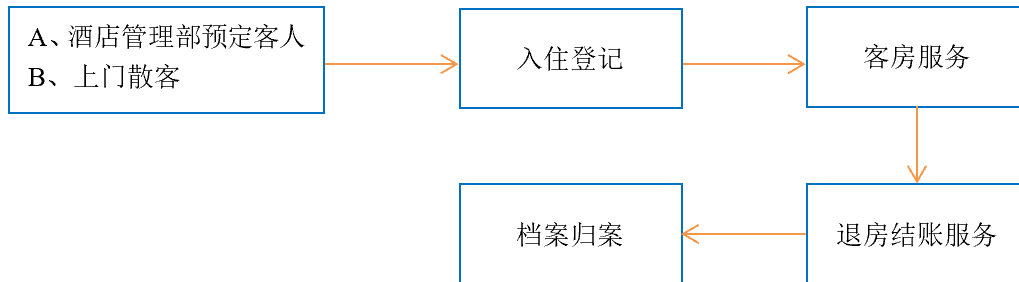 A、酒店管理部预定客人
B、上门散客
入住登记
客房服务
退房结账服务
档案归案